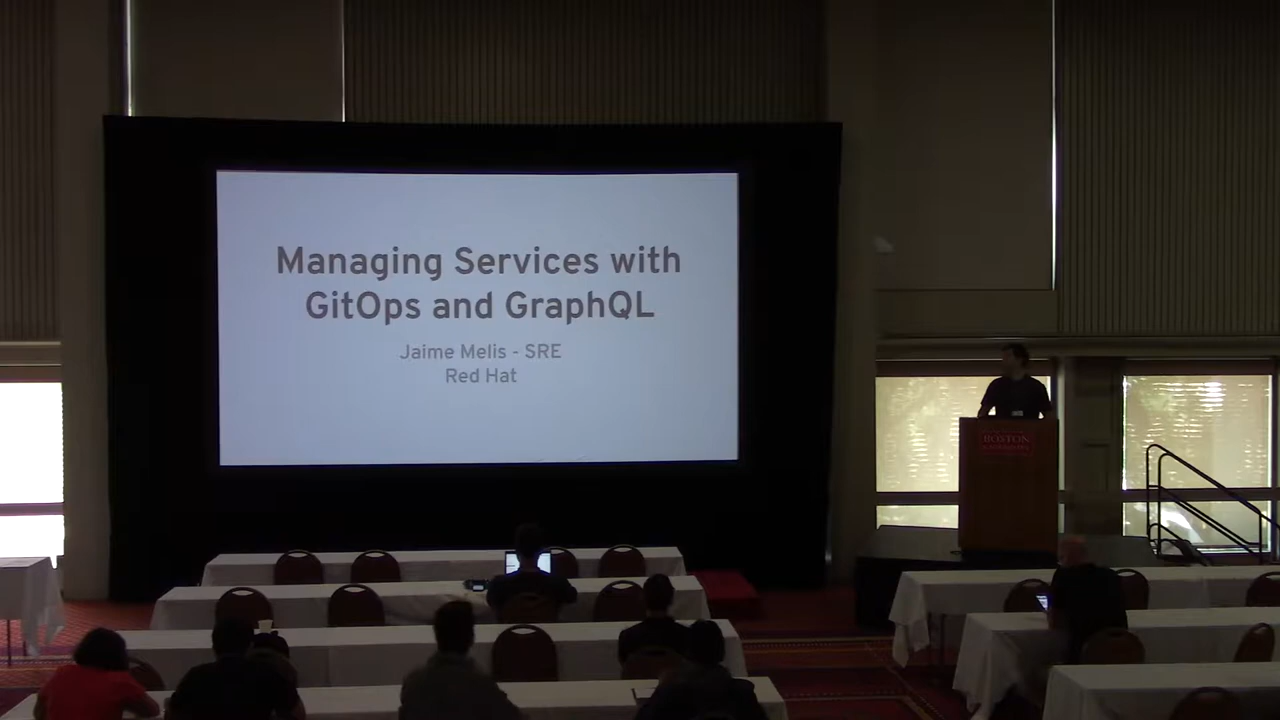 Managing Services with
GitOps and GraphQL
Jaime Melis - SRE
Red Hat
BOSTON